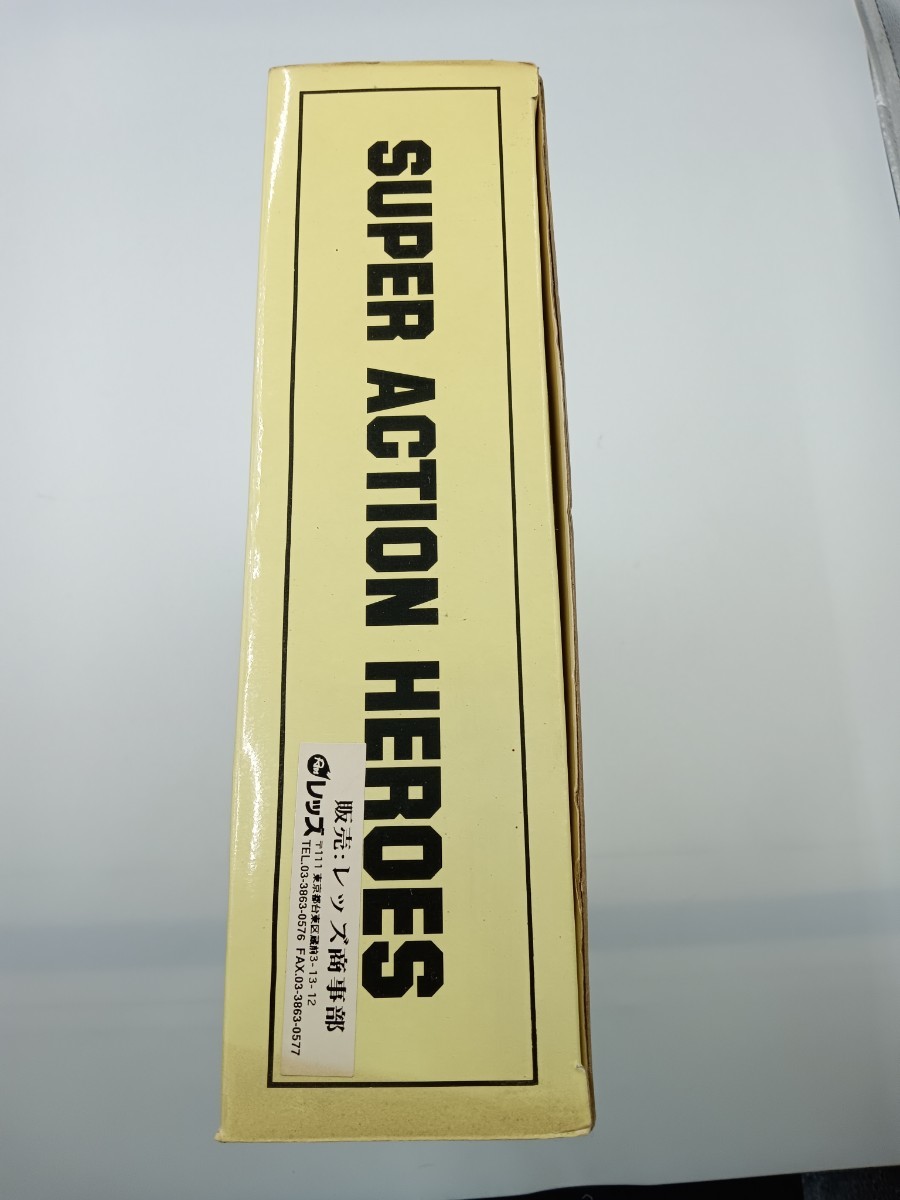 SUPER ACTION HEROES
販売:レッズ商事部
レッズ 〒111 東京都台東区蔵前3-13-12
TEL.03-3863-0576 FAX.03-3863-0577